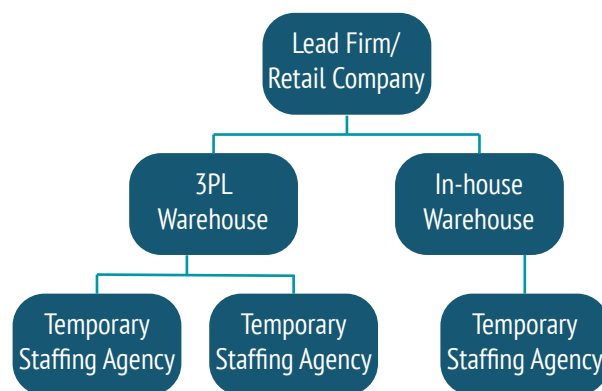 Lead Firm/
Retail Company
3PL
Warehouse
In-house
Warehouse
Temporary
Staffing Agency
Temporary
Staffing Agency
Temporary
Staffing Agency